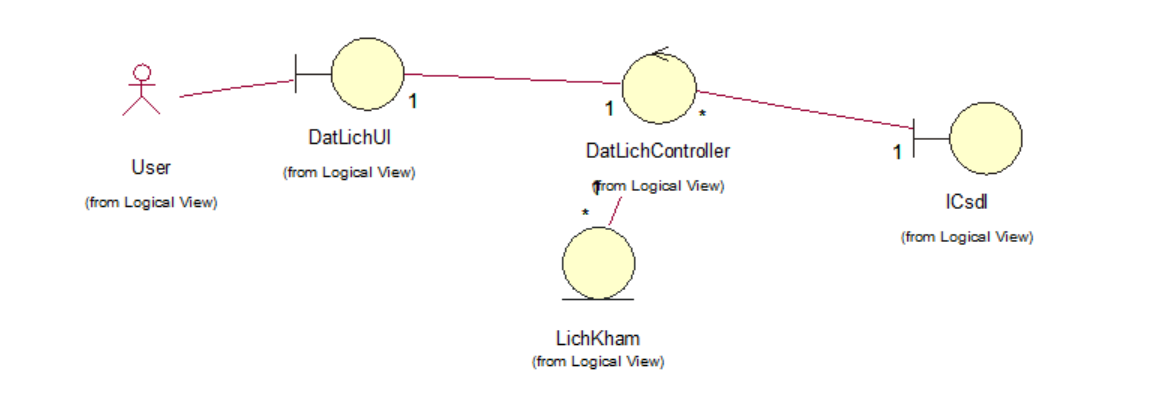 User
(from Logical View)
DatLichUI
(from Logical View)
1
1
DatLichController
(from Logical View)
*
1
*
LichKham
(from Logical View)
1
ICsdl
(from Logical View)